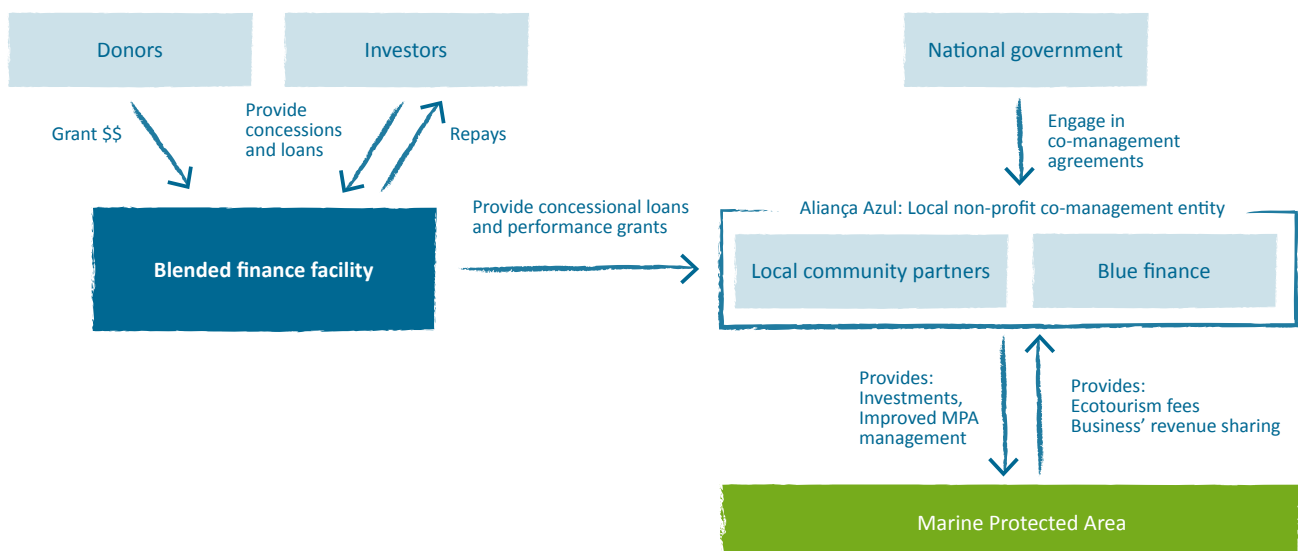 Donors
Investors
National government
Grant $$
Provide
concessions
and loans
Repays
Engage in
co-management
agreements
Blended finance facility
Provide concessional loans
and performance grants
Aliança Azul: Local non-profit co-management entity
Local community partners
Blue finance
Provides:
Investments,
Improved MPA
management
Provides:
Ecotourism fees
Business’ revenue sharing
Marine Protected Area